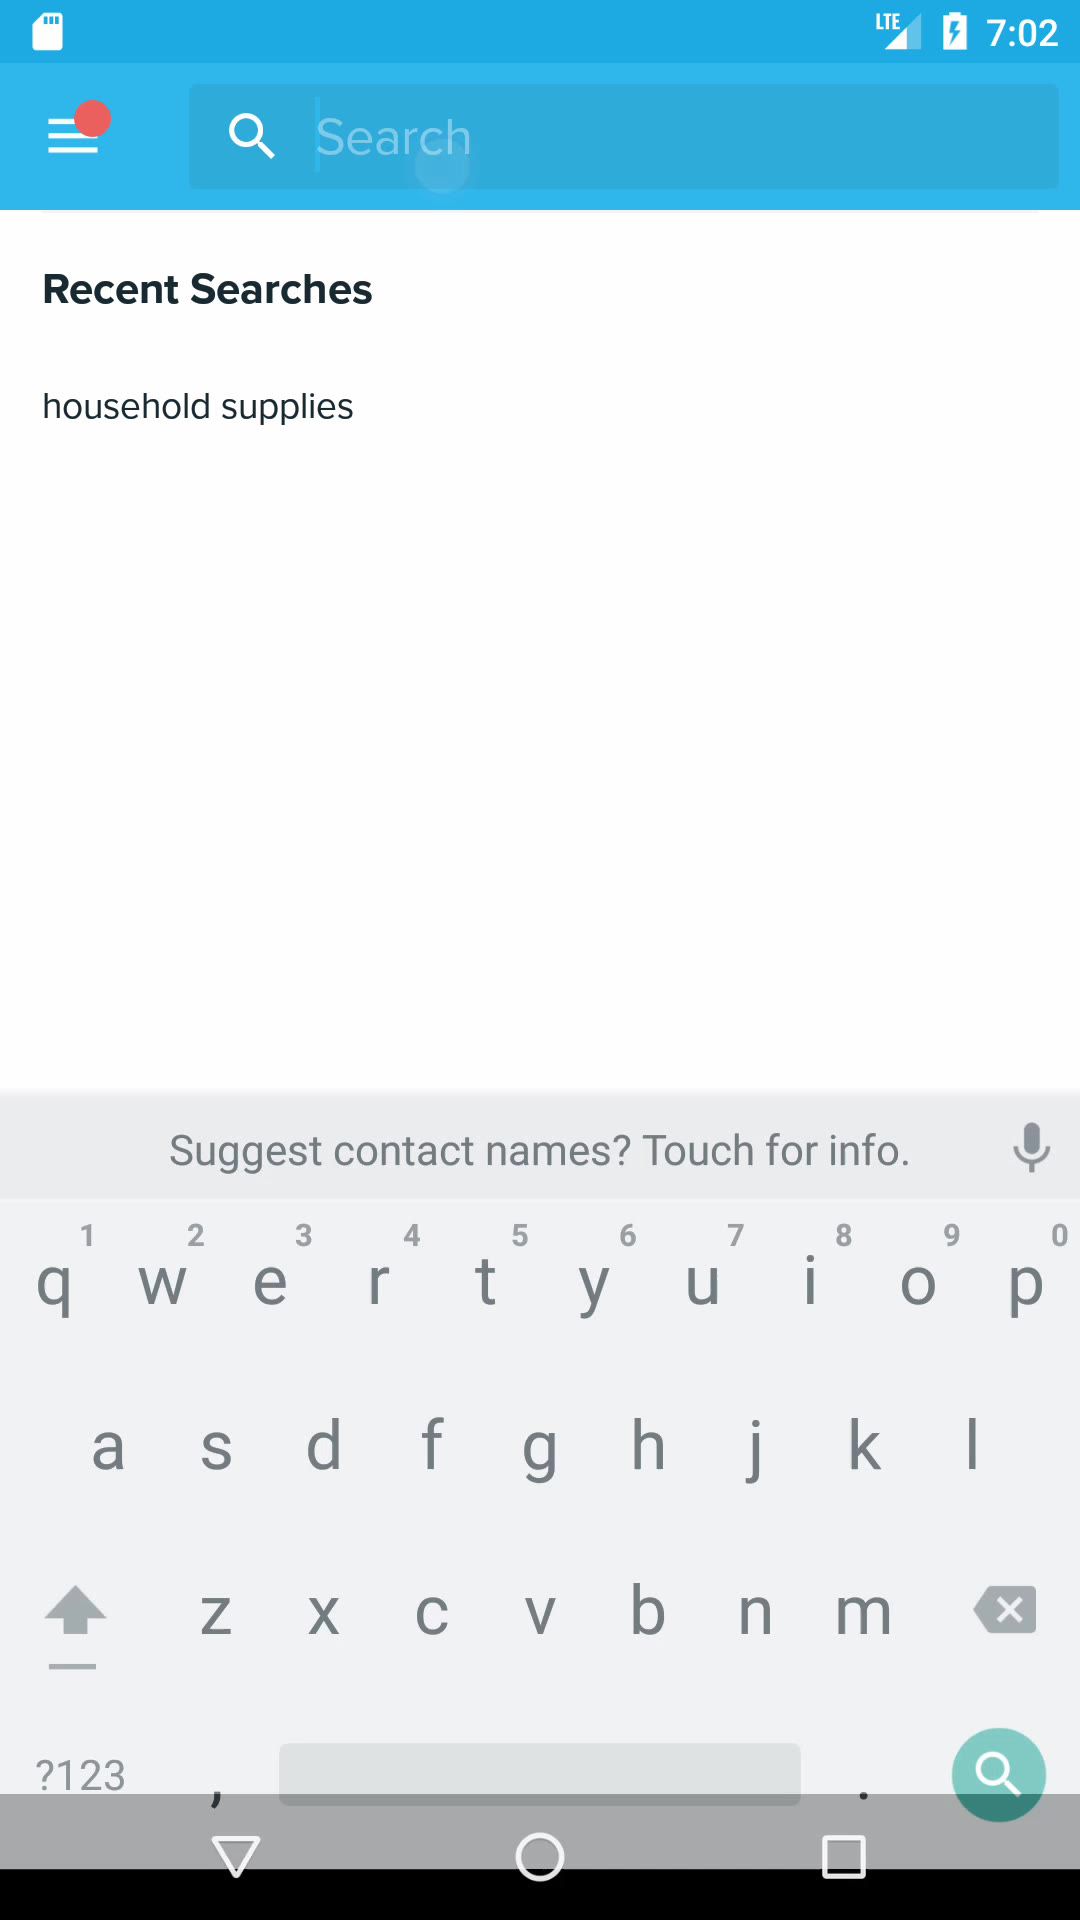 LTE 7:02
Search
Recent Searches
household supplies
Suggest contact names? Touch for info.
1 2 3 4 5 6 7 8 9 0
q w e r t y u i o p
a s d f g h j k l
z x c v b n m
?123 , .